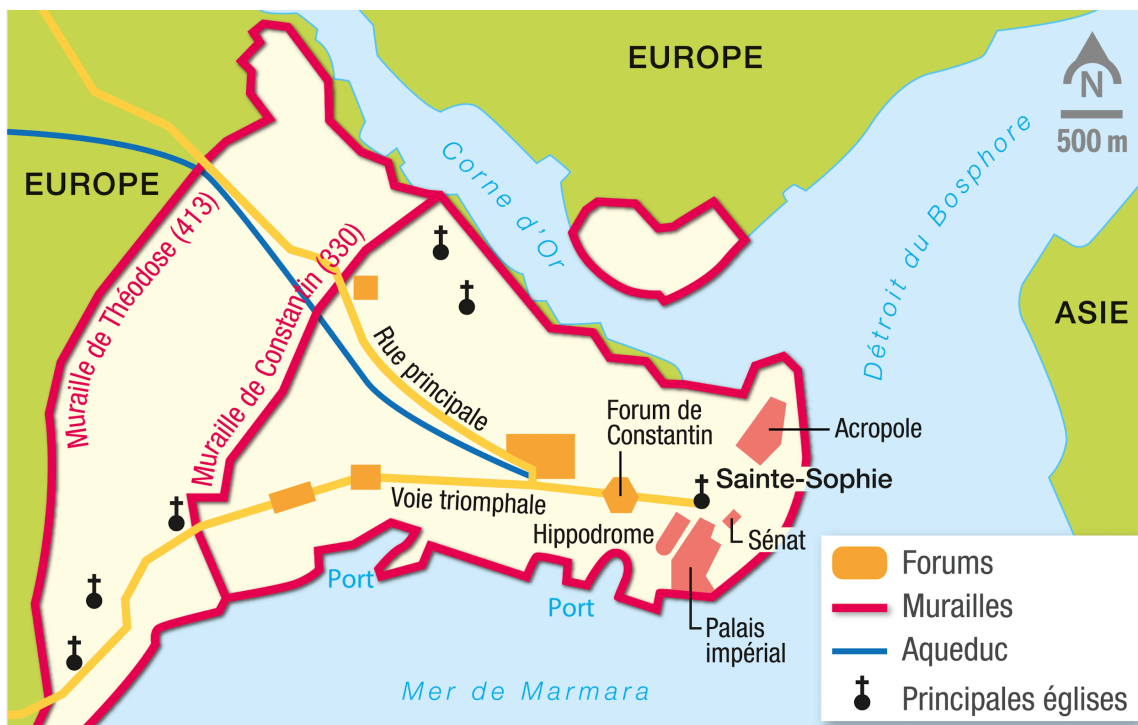 EUROPE
N
500 m
EUROPE
Corne d'Or
Détroit du Bosphore
ASIE
Muraille de Théodose (413)
Muraille de Constantin (330)
Rue principale
Forum de
Constantin
Acropole
Sainte-Sophie
Voie triomphale
Hippodrome
Sénat
Port
Port
Palais
impérial
Mer de Marmara
Forums
Murailles
Aqueduc
Principales églises